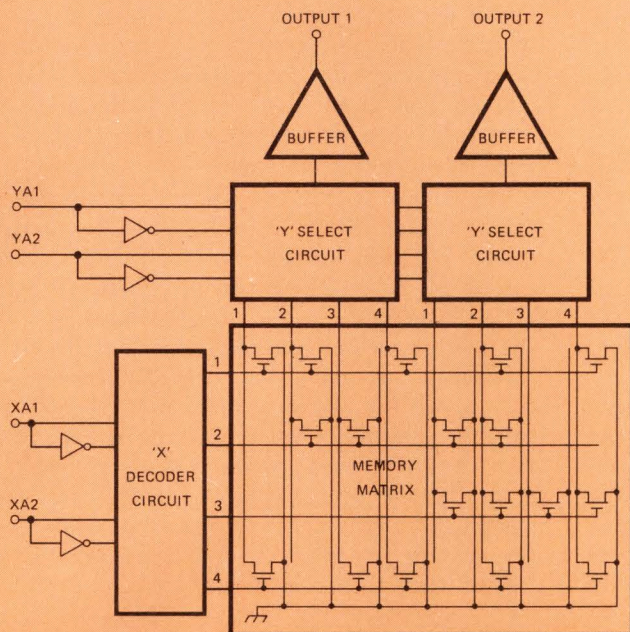 OUTPUT 1 OUTPUT 2
BUFFER BUFFER
YA1
YA2
'Y' SELECT
CIRCUIT
'Y' SELECT
CIRCUIT
1 2 3 4 1 2 3 4
XA1
XA2
'X'
DECODER
CIRCUIT
1
2
3
4
MEMORY
MATRIX